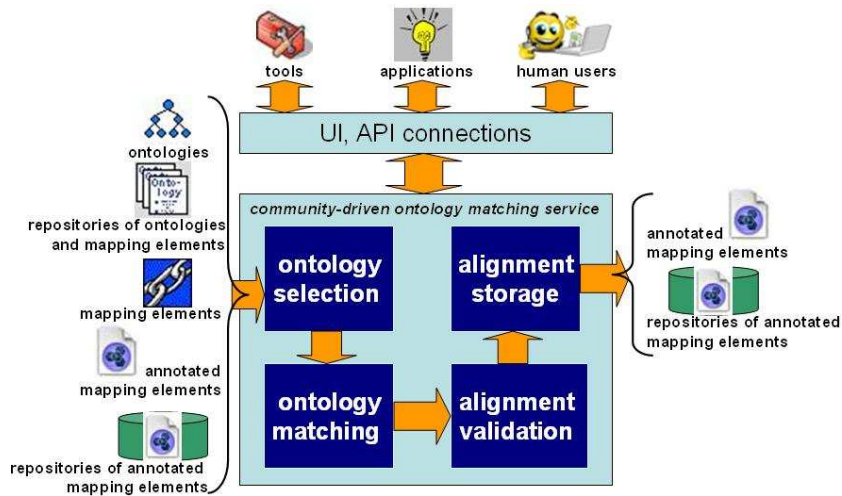 tools
applications
human users
UI, API connections
ontologies
Onto-
logy
repositories of ontologies
and mapping elements
mapping elements
annotated
mapping elements
repositories of annotated
mapping elements
community-driven ontology matching service
ontology
selection
alignment
storage
ontology
matching
alignment
validation
annotated
mapping elements
repositories of annotated
mapping elements